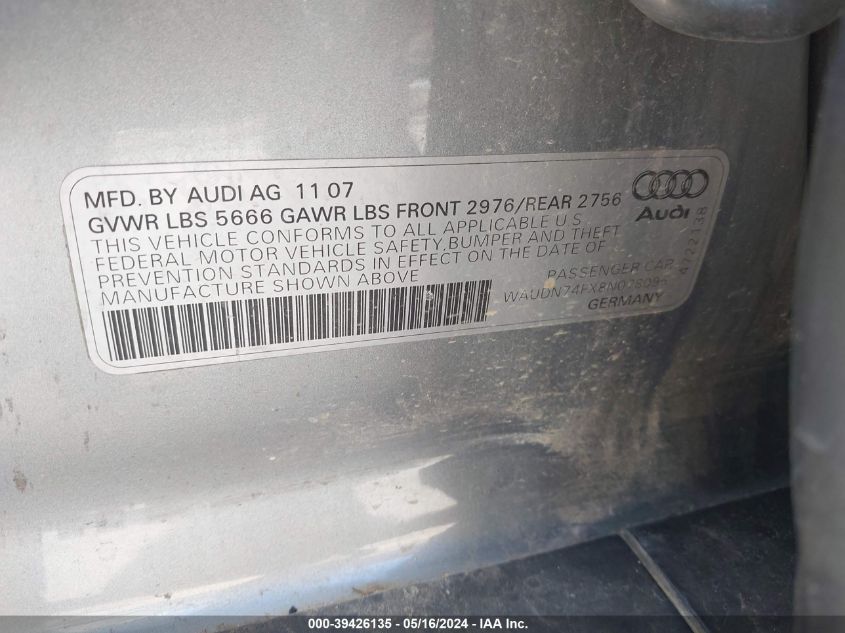 MFD. BY AUDI AG 11 07
GVWR LBS 5666 GAWR LBS FRONT 2976/REAR 2756
THIS VEHICLE CONFORMS TO ALL APPLICABLE U S
FEDERAL MOTOR VEHICLE SAFETY,BUMPER AND THEFT
PREVENTION STANDARDS IN EFFECT ON THE DATE OF
MANUFACTURE SHOWN ABOVE
Audi
4722138
PASSENGER CAR
GERMANY
000-39426135 - 05/16/2024 - IAA Inc.